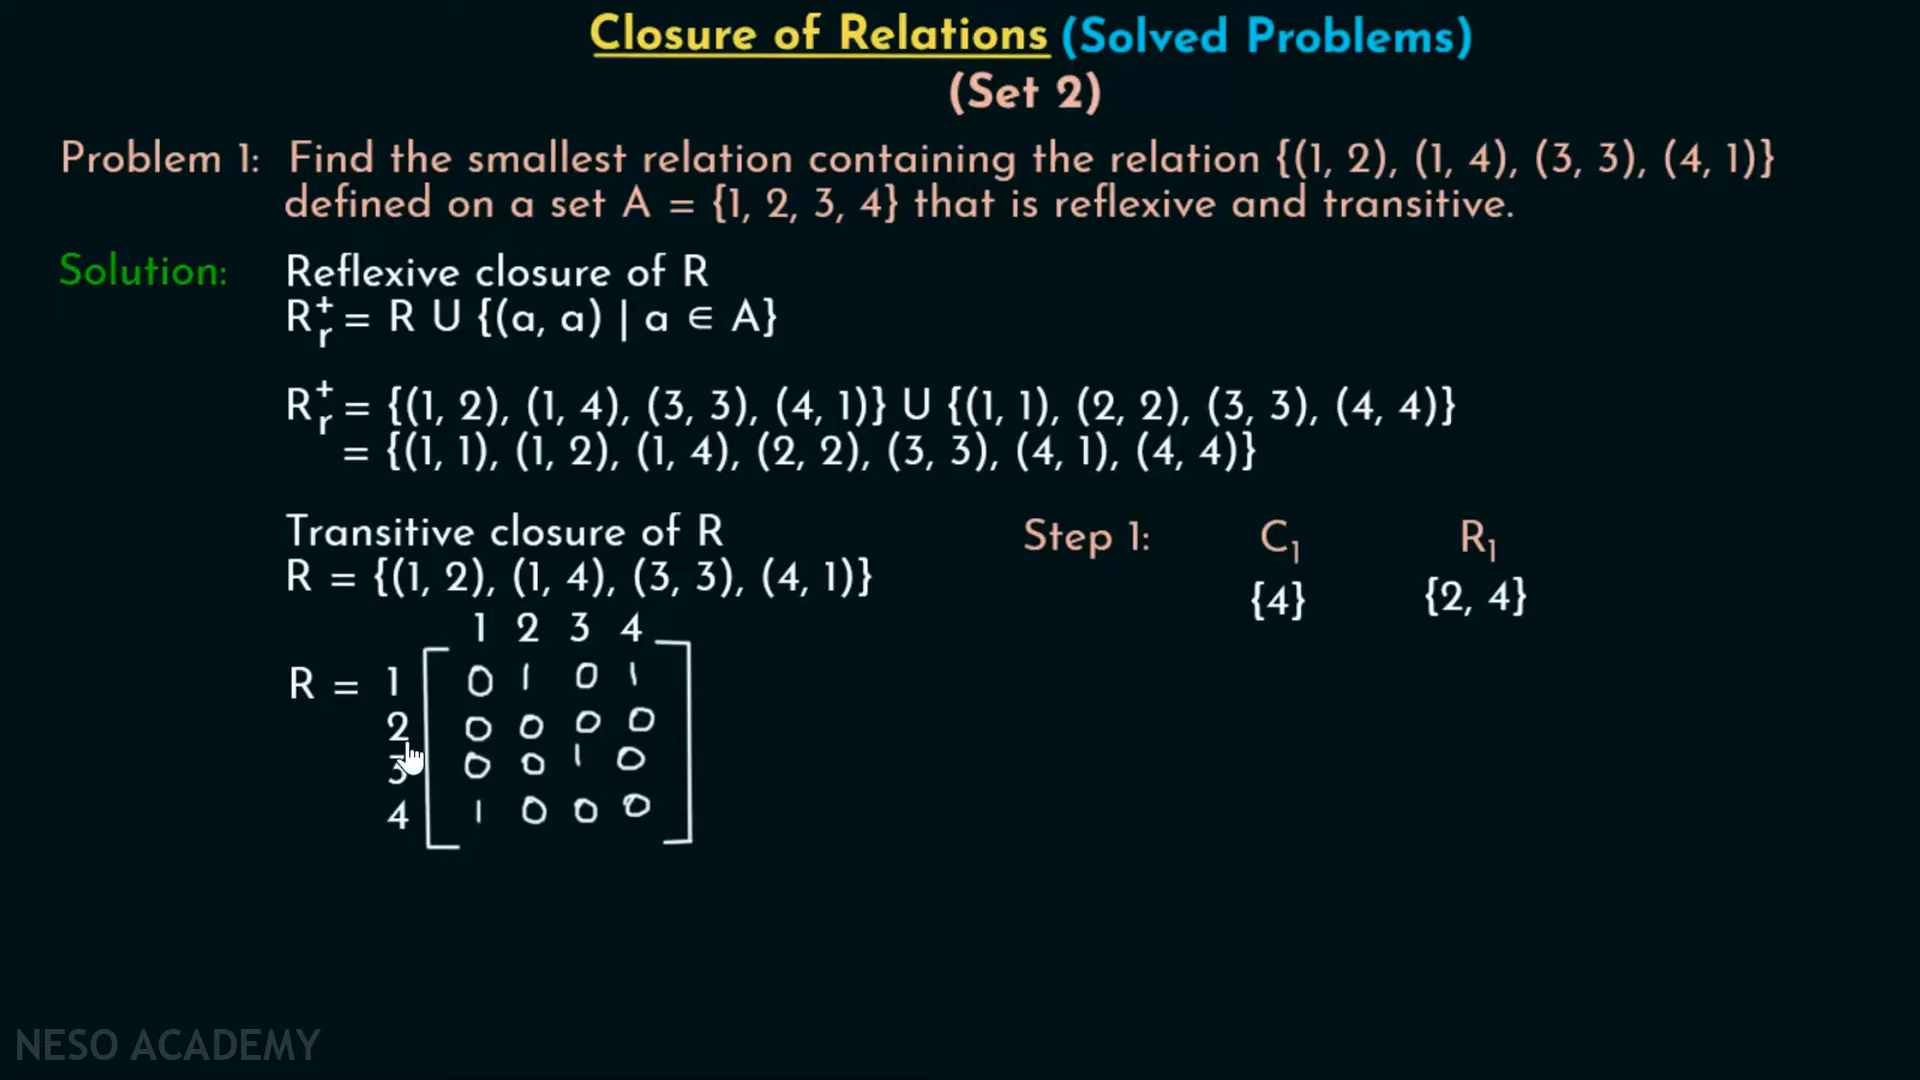 Closure of Relations (Solved Problems)
(Set 2)
Problem 1: Find the smallest relation containing the relation {(1, 2), (1, 4), (3, 3), (4, 1)}
defined on a set A = {1, 2, 3, 4} that is reflexive and transitive.
Solution: Reflexive closure of R
R⁺ᵣ = R U {(a, a) | a ∈ A}
R⁺ᵣ = {(1, 2), (1, 4), (3, 3), (4, 1)} U {(1, 1), (2, 2), (3, 3), (4, 4)}
= {(1, 1), (1, 2), (1, 4), (2, 2), (3, 3), (4, 1), (4, 4)}
Transitive closure of R
R = {(1, 2), (1, 4), (3, 3), (4, 1)}
1 2 3 4
R = 1 0 1 0 1
2 0 0 0 0
3 0 0 1 0
4 1 0 0 0
Step 1: C₁ R₁
{4} {2, 4}
NESO ACADEMY